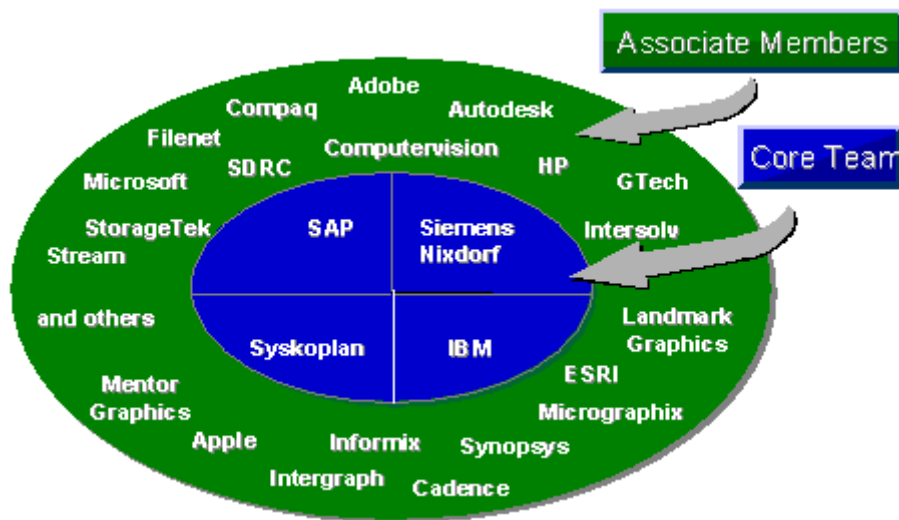 Associate Members
Adobe
Compaq
Autodesk
Filenet
Computervision
Core Team
SDRC
HP
Microsoft
GTech
StorageTek
SAP
Siemens
Intersolv
Stream
Nixdorf
and others
Landmark
Graphics
Syskoplan
IBM
ESRI
Mentor
Graphics
Micrographix
Apple
Informix
Synopsys
Intergraph
Cadence